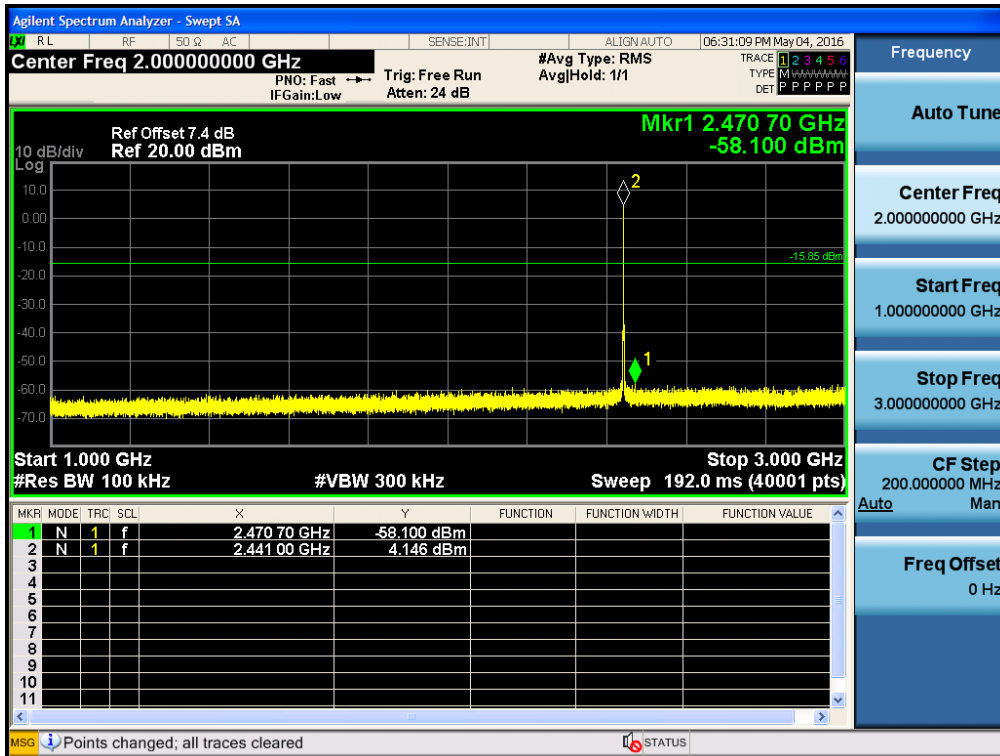 Agilent Spectrum Analyzer - Swept SA
LXI RL RF 50 Ω AC SENSE:INT ALIGN AUTO 06:31:09 PM May 04, 2016
Center Freq 2.000000000 GHz
PNO: Fast
IFGain:Low
Trig: Free Run
Atten: 24 dB
#Avg Type: RMS
Avg|Hold: 1/1
TRACE 1 2 3 4 5 6
TYPE M
DET P P P P P P
Ref Offset 7.4 dB
10 dB/div Ref 20.00 dBm
Log
Mkr1 2.470 70 GHz
-58.100 dBm
10.0
0.00
-10.0
-20.0
-30.0
-40.0
-50.0
-60.0
-70.0
2
-15.85 dBm
1
Start 1.000 GHz Stop 3.000 GHz
#Res BW 100 kHz #VBW 300 kHz Sweep 192.0 ms (40001 pts)
MKR MODE TRC SCL X Y FUNCTION FUNCTION WIDTH FUNCTION VALUE
1 N 1 f 2.470 70 GHz -58.100 dBm
2 N 1 f 2.441 00 GHz 4.146 dBm
3
4
5
6
7
8
9
10
11
MSG Points changed; all traces cleared STATUS
Frequency
Auto Tune
Center Freq
2.000000000 GHz
Start Freq
1.000000000 GHz
Stop Freq
3.000000000 GHz
CF Step
200.000000 MHz
Auto Man
Freq Offset
0 Hz